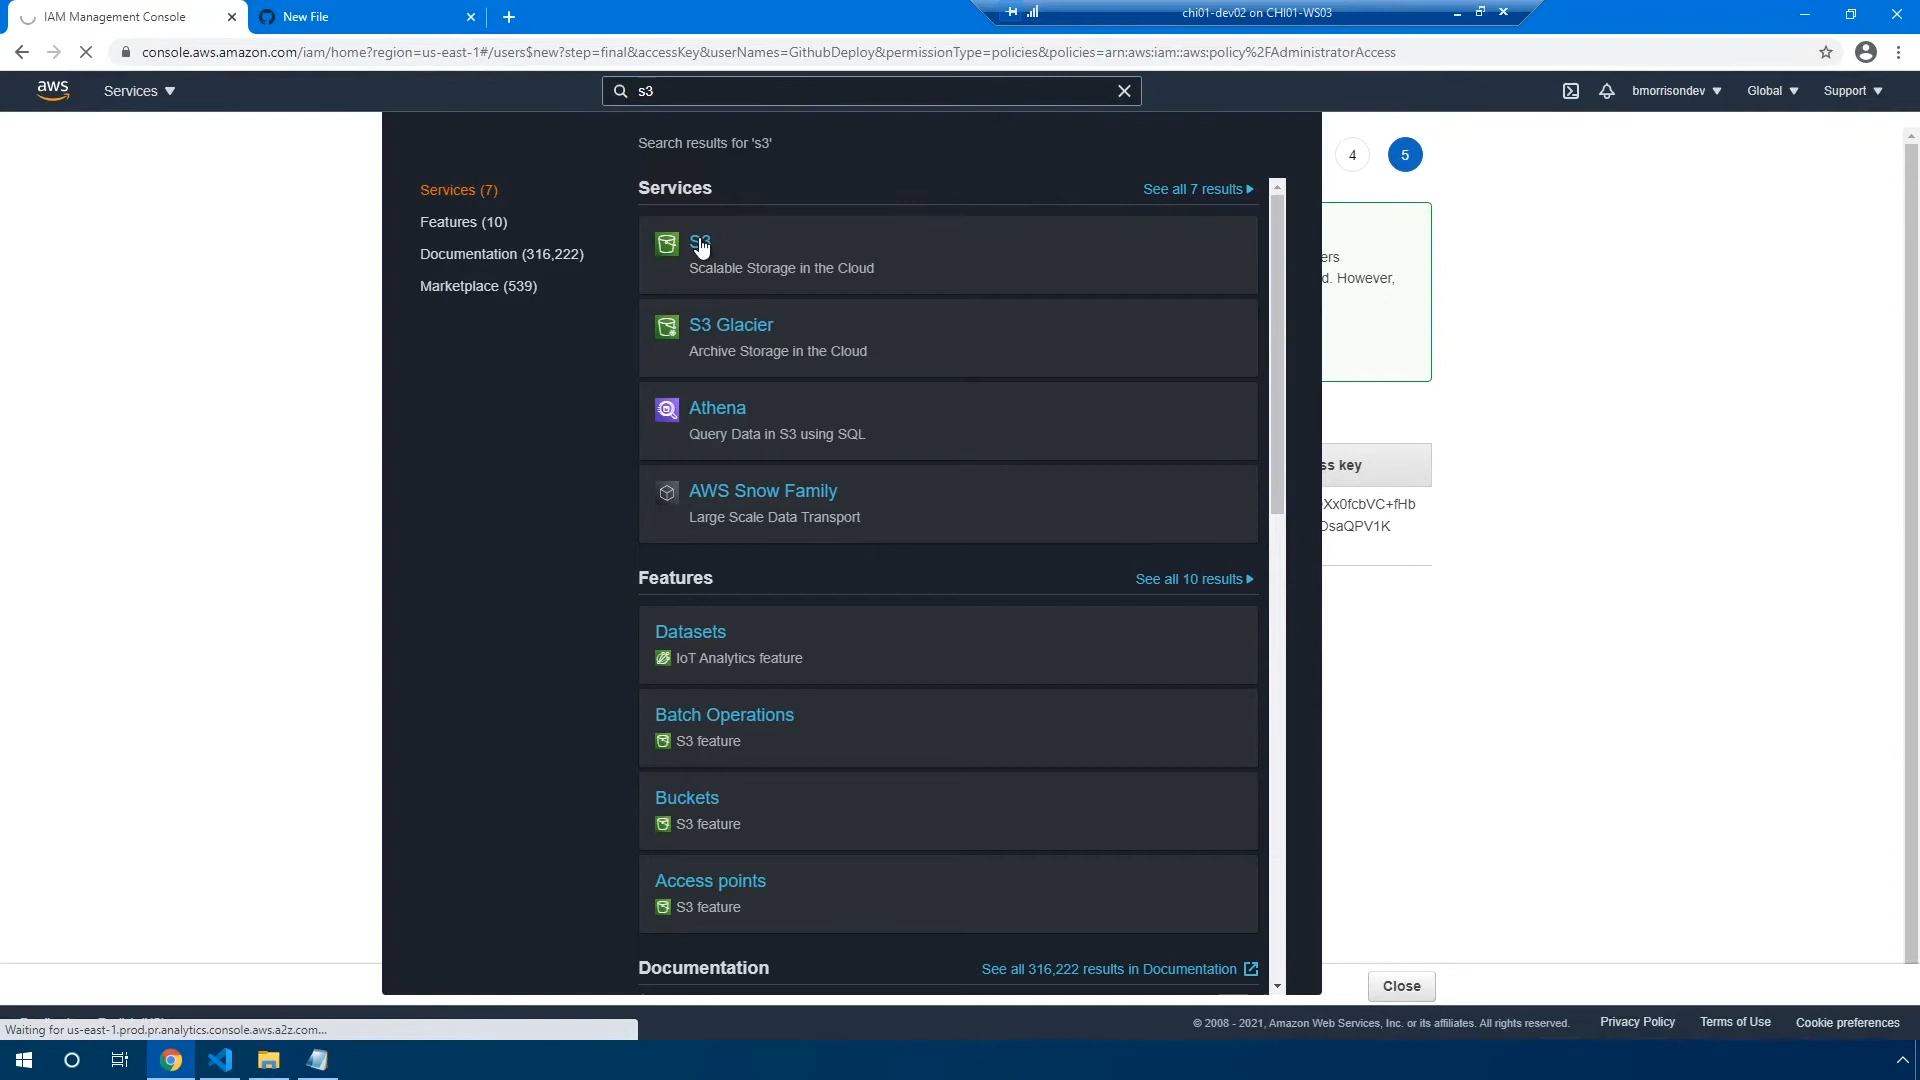 IAM Management Console
New File
chi01-dev02 on CHI01-WS03
console.aws.amazon.com/iam/home?region=us-east-1#/users$new?step=final&accessKey&userNames=GithubDeploy&permissionType=policies&policies=arn:aws:iam::aws:policy%2FAdministratorAccess
aws
Services
s3
bmorrisondev
Global
Support
Search results for 's3'
4
5
Services (7)
Features (10)
Documentation (316,222)
Marketplace (539)
Services
See all 7 results
S3
Scalable Storage in the Cloud
S3 Glacier
Archive Storage in the Cloud
Athena
Query Data in S3 using SQL
AWS Snow Family
Large Scale Data Transport
Features
See all 10 results
Datasets
IoT Analytics feature
Batch Operations
S3 feature
Buckets
S3 feature
Access points
S3 feature
Documentation
See all 316,222 results in Documentation
ers
d. However,
ss key
Xx0fcbVC+fHb
saQPV1K
Close
Waiting for us-east-1.prod.pr.analytics.console.aws.a2z.com...
© 2008 - 2021, Amazon Web Services, Inc. or its affiliates. All rights reserved.
Privacy Policy
Terms of Use
Cookie preferences